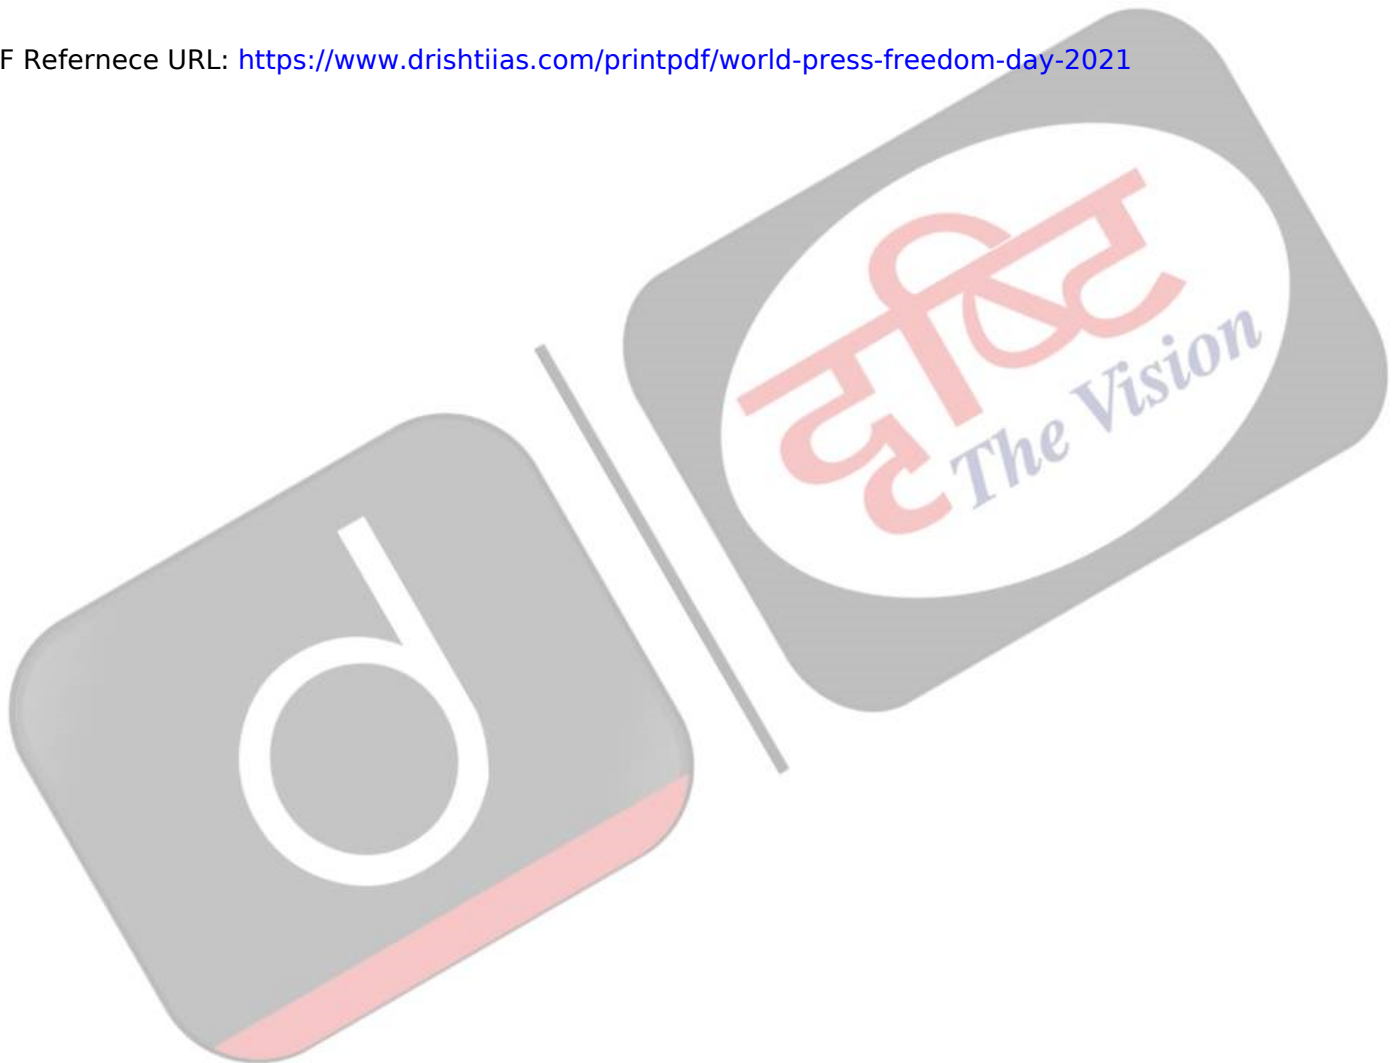 F Refernece URL: https://www.drishtiias.com/printpdf/world-press-freedom-day-2021
दृष्टि
The Vision
d